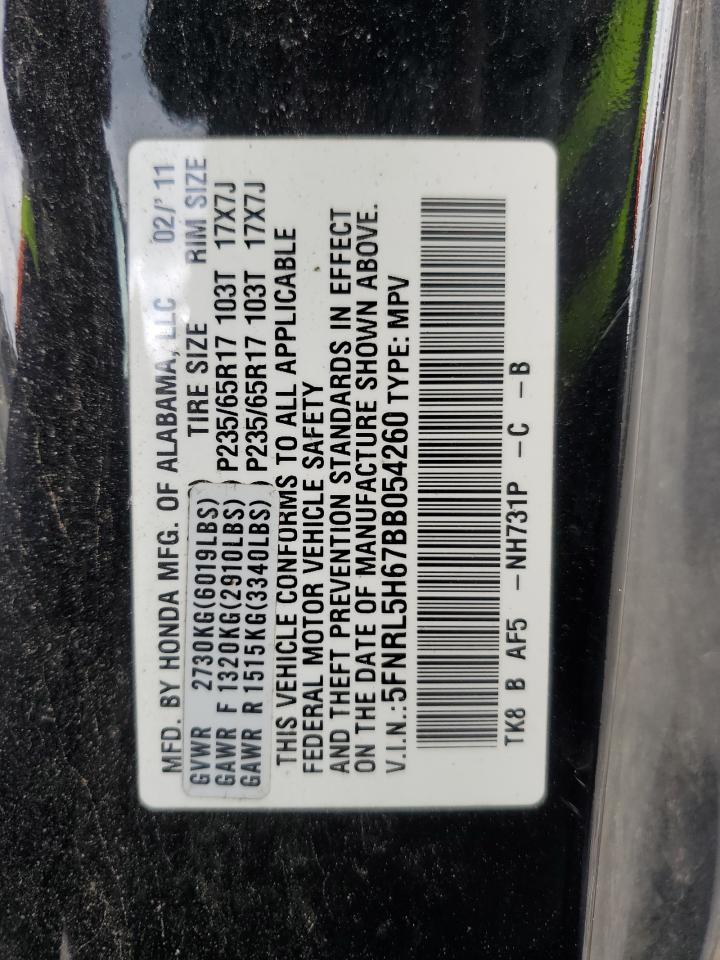 MFD. BY HONDA MFG. OF ALABAMA, LLC 02/'11
GVWR 2730KG(6019LBS) TIRE SIZE RIM SIZE
GAWR F 1320KG(2910LBS) P235/65R17 103T 17X7J
GAWR R 1515KG(3340LBS) P235/65R17 103T 17X7J
THIS VEHICLE CONFORMS TO ALL APPLICABLE
FEDERAL MOTOR VEHICLE SAFETY
AND THEFT PREVENTION STANDARDS IN EFFECT
ON THE DATE OF MANUFACTURE SHOWN ABOVE.
V.I.N.:5FNRL5H67BB054260 TYPE: MPV
TK8 B AF5 -NH731P -C -B